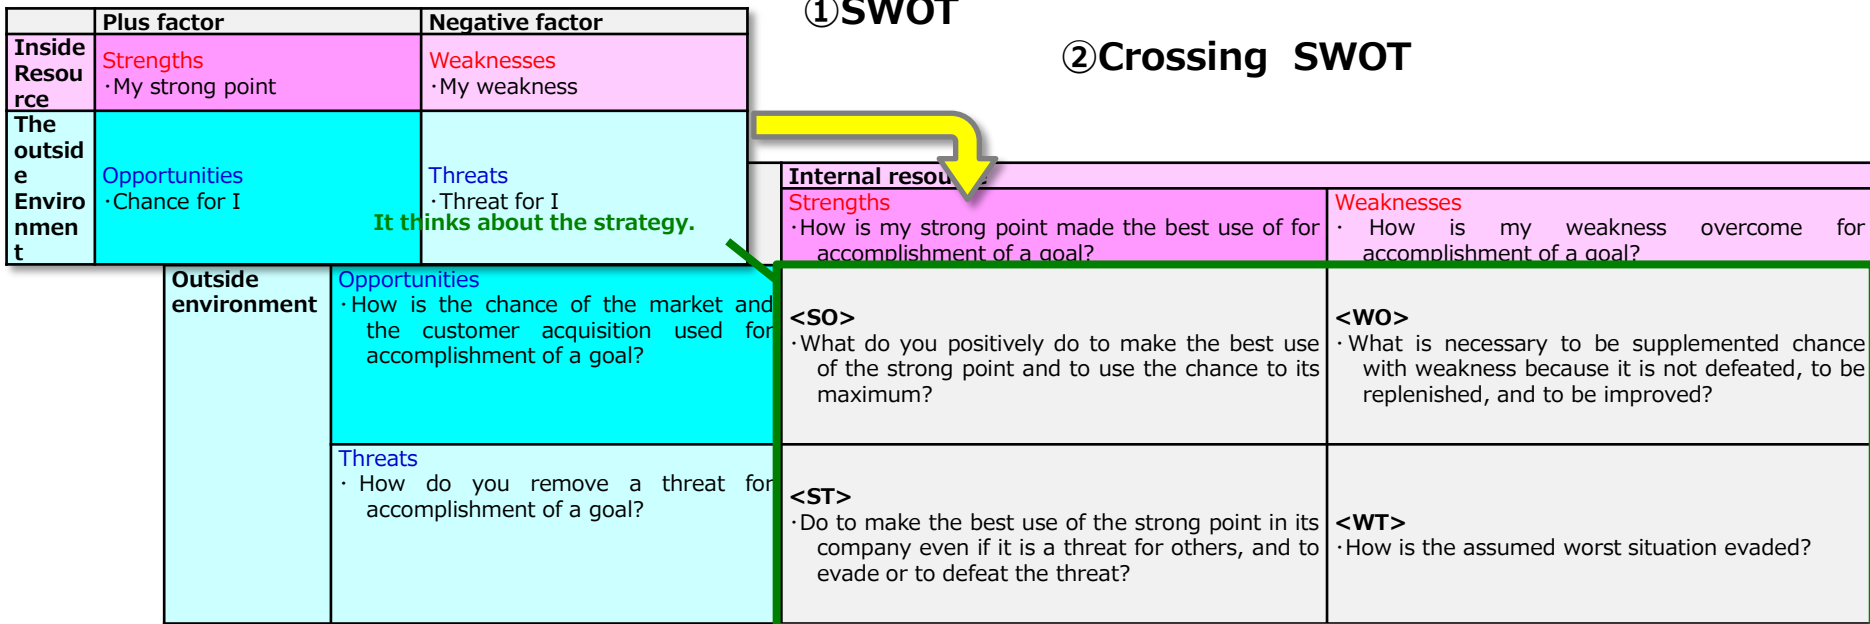 ①SWOT
②Crossing SWOT
Plus factor
Negative factor
Inside
Resou
rce
Strengths
・My strong point
Weaknesses
・My weakness
The
outsid
e
Enviro
nmen
t
Opportunities
・Chance for I
Threats
・Threat for I
It thinks about the strategy.
Internal resource
Strengths
・How is my strong point made the best use of for
accomplishment of a goal?
Weaknesses
・ How is my weakness overcome for
accomplishment of a goal?
Outside
environment
Opportunities
・How is the chance of the market and
the customer acquisition used for
accomplishment of a goal?
<SO>
・What do you positively do to make the best use
of the strong point and to use the chance to its
maximum?
<WO>
・What is necessary to be supplemented chance
with weakness because it is not defeated, to be
replenished, and to be improved?
Threats
・ How do you remove a threat for
accomplishment of a goal?
<ST>
・Do to make the best use of the strong point in its
company even if it is a threat for others, and to
evade or to defeat the threat?
<WT>
・How is the assumed worst situation evaded?